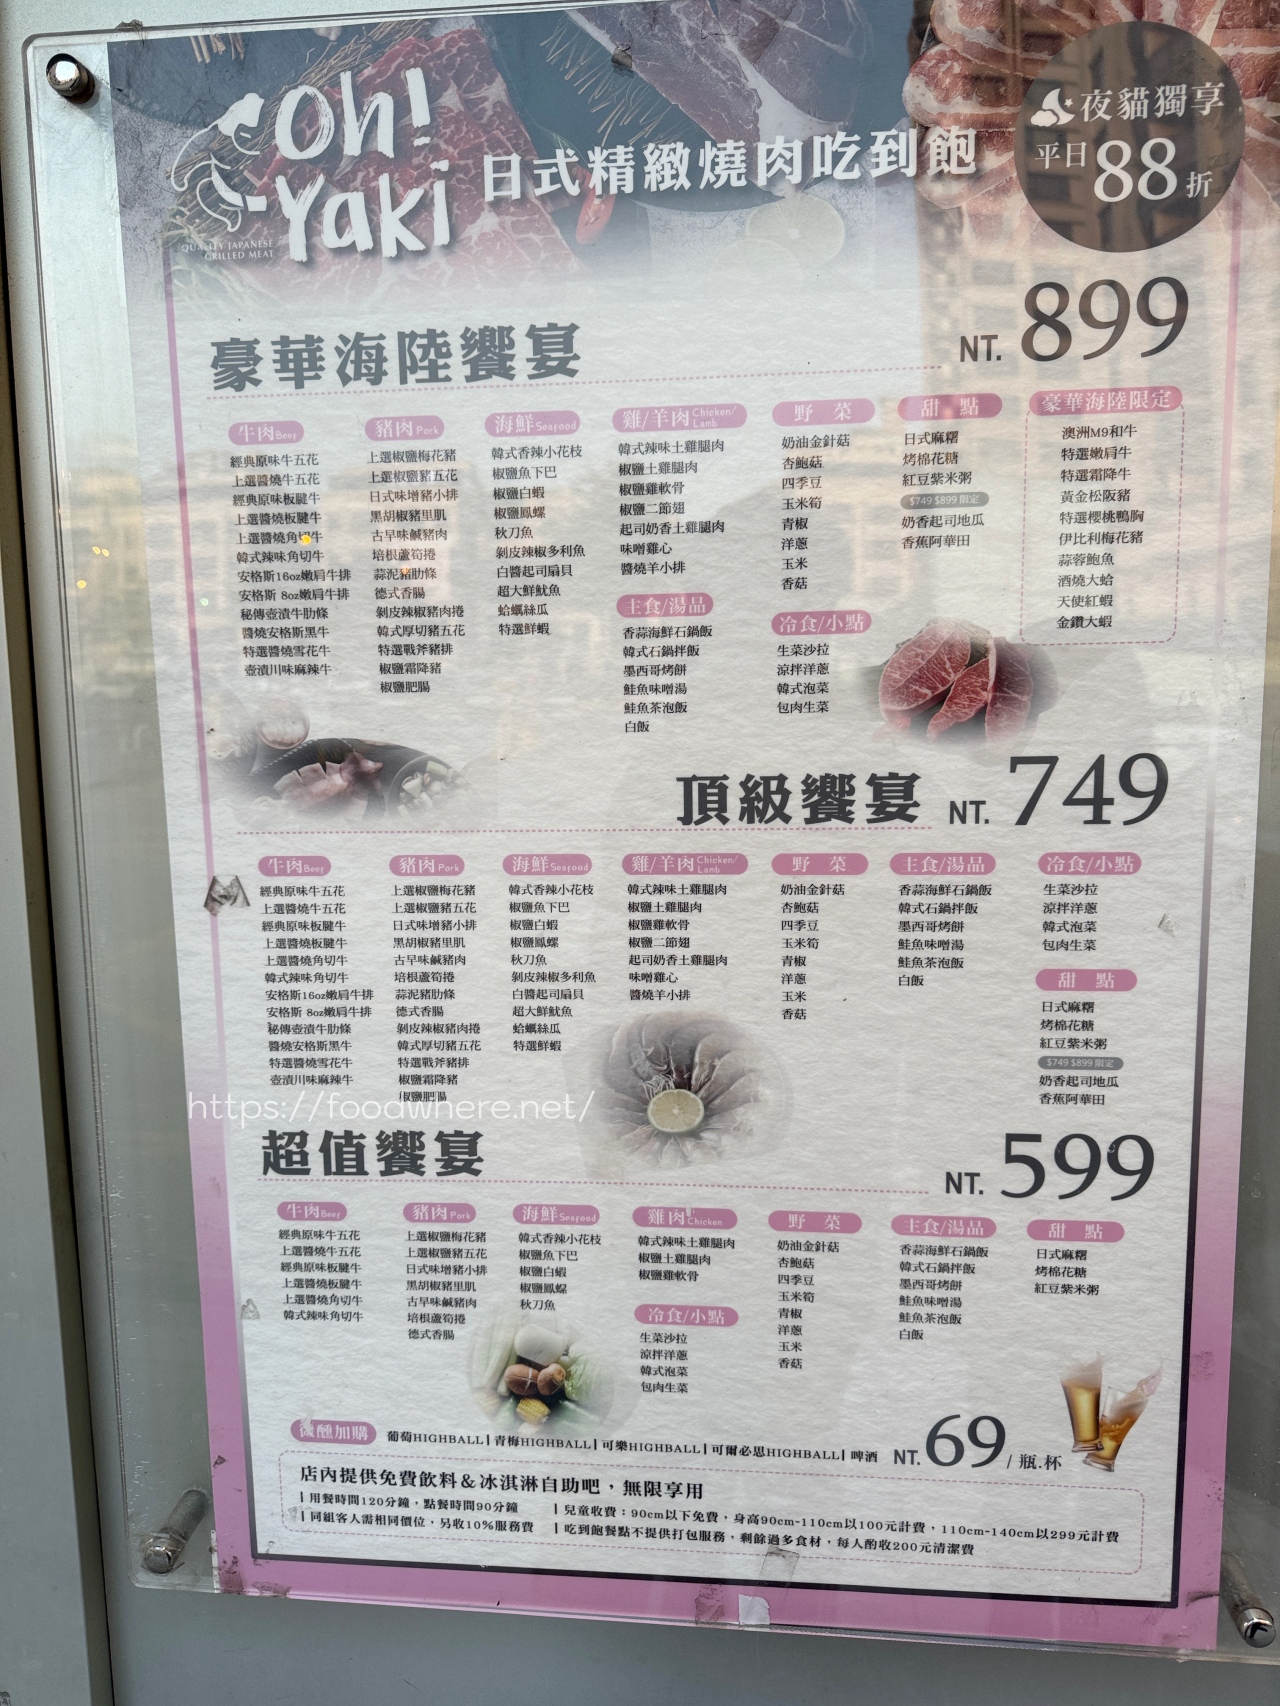 Oh!
Yaki
QUALITY JAPANESE
GRILLED MEAT
日式精緻燒肉吃到飽
夜貓獨享
平日88折
豪華海陸饗宴
NT. 899
牛肉Beef
經典原味牛五花
上選醬燒牛五花
經典原味板腱牛
上選醬燒板腱牛
上選醬燒角切牛
韓式辣味角切牛
安格斯16oz嫩肩牛排
安格斯 8oz嫩肩牛排
秘傳壺漬牛肋條
醬燒安格斯黑牛
特選醬燒雪花牛
壺漬川味麻辣牛
豬肉Pork
上選椒鹽梅花豬
上選椒鹽豬五花
日式味增豬小排
黑胡椒豬里肌
古早味鹹豬肉
培根蘆筍捲
蒜泥豬肋條
德式香腸
剝皮辣椒豬肉捲
韓式厚切豬五花
特選戰斧豬排
椒鹽霜降豬
椒鹽肥腸
海鮮Seafood
韓式香辣小花枝
椒鹽魚下巴
椒鹽白蝦
椒鹽鳳螺
秋刀魚
剝皮辣椒多利魚
白醬起司扇貝
超大鮮魷魚
蛤蠣絲瓜
特選鮮蝦
雞/羊肉Chicken/Lamb
韓式辣味土雞腿肉
椒鹽土雞腿肉
椒鹽雞軟骨
椒鹽二節翅
起司奶香土雞腿肉
味噌雞心
醬燒羊小排
主食/湯品
香蒜海鮮石鍋飯
韓式石鍋拌飯
墨西哥烤餅
鮭魚味噌湯
鮭魚茶泡飯
白飯
野 菜
奶油金針菇
杏鮑菇
四季豆
玉米筍
青椒
洋蔥
玉米
香菇
冷食/小點
生菜沙拉
涼拌洋蔥
韓式泡菜
包肉生菜
甜 點
日式麻糬
烤棉花糖
紅豆紫米粥
$749 $899 限定
奶香起司地瓜
香蕉阿華田
豪華海陸限定
澳洲M9和牛
特選嫩肩牛
特選霜降牛
黃金松阪豬
特選櫻桃鴨胸
伊比利梅花豬
蒜蓉鮑魚
酒燒大蛤
天使紅蝦
金鑽大蝦
頂級饗宴 NT. 749
牛肉Beef
經典原味牛五花
上選醬燒牛五花
經典原味板腱牛
上選醬燒板腱牛
上選醬燒角切牛
韓式辣味角切牛
安格斯16oz嫩肩牛排
安格斯 8oz嫩肩牛排
秘傳壺漬牛肋條
醬燒安格斯黑牛
特選醬燒雪花牛
壺漬川味麻辣牛
豬肉Pork
上選椒鹽梅花豬
上選椒鹽豬五花
日式味增豬小排
黑胡椒豬里肌
古早味鹹豬肉
培根蘆筍捲
蒜泥豬肋條
德式香腸
剝皮辣椒豬肉捲
韓式厚切豬五花
特選戰斧豬排
椒鹽霜降豬
椒鹽肥腸
海鮮Seafood
韓式香辣小花枝
椒鹽魚下巴
椒鹽白蝦
椒鹽鳳螺
秋刀魚
剝皮辣椒多利魚
白醬起司扇貝
超大鮮魷魚
蛤蠣絲瓜
特選鮮蝦
雞/羊肉Chicken/Lamb
韓式辣味土雞腿肉
椒鹽土雞腿肉
椒鹽雞軟骨
椒鹽二節翅
起司奶香土雞腿肉
味噌雞心
醬燒羊小排
野 菜
奶油金針菇
杏鮑菇
四季豆
玉米筍
青椒
洋蔥
玉米
香菇
主食/湯品
香蒜海鮮石鍋飯
韓式石鍋拌飯
墨西哥烤餅
鮭魚味噌湯
鮭魚茶泡飯
白飯
冷食/小點
生菜沙拉
涼拌洋蔥
韓式泡菜
包肉生菜
甜 點
日式麻糬
烤棉花糖
紅豆紫米粥
$749 $899 限定
奶香起司地瓜
香蕉阿華田
https://foodwhere.net/
超值饗宴
NT. 599
牛肉Beef
經典原味牛五花
上選醬燒牛五花
經典原味板腱牛
上選醬燒板腱牛
上選醬燒角切牛
韓式辣味角切牛
豬肉Pork
上選椒鹽梅花豬
上選椒鹽豬五花
日式味增豬小排
黑胡椒豬里肌
古早味鹹豬肉
培根蘆筍捲
德式香腸
海鮮Seafood
韓式香辣小花枝
椒鹽魚下巴
椒鹽白蝦
椒鹽鳳螺
秋刀魚
雞肉Chicken
韓式辣味土雞腿肉
椒鹽土雞腿肉
椒鹽雞軟骨
冷食/小點
生菜沙拉
涼拌洋蔥
韓式泡菜
包肉生菜
野 菜
奶油金針菇
杏鮑菇
四季豆
玉米筍
青椒
洋蔥
玉米
香菇
主食/湯品
香蒜海鮮石鍋飯
韓式石鍋拌飯
墨西哥烤餅
鮭魚味噌湯
鮭魚茶泡飯
白飯
甜 點
日式麻糬
烤棉花糖
紅豆紫米粥
微醺加購 葡萄HIGHBALL|青梅HIGHBALL|可樂HIGHBALL|可爾必思HIGHBALL|啤酒 NT.69/瓶.杯
店內提供免費飲料&冰淇淋自助吧，無限享用
|用餐時間120分鐘，點餐時間90分鐘
|同組客人需相同價位，另收10%服務費
|兒童收費：90cm以下免費，身高90cm-110cm以100元計費，110cm-140cm以299元計費
|吃到飽餐點不提供打包服務，剩餘過多食材，每人酌收200元清潔費